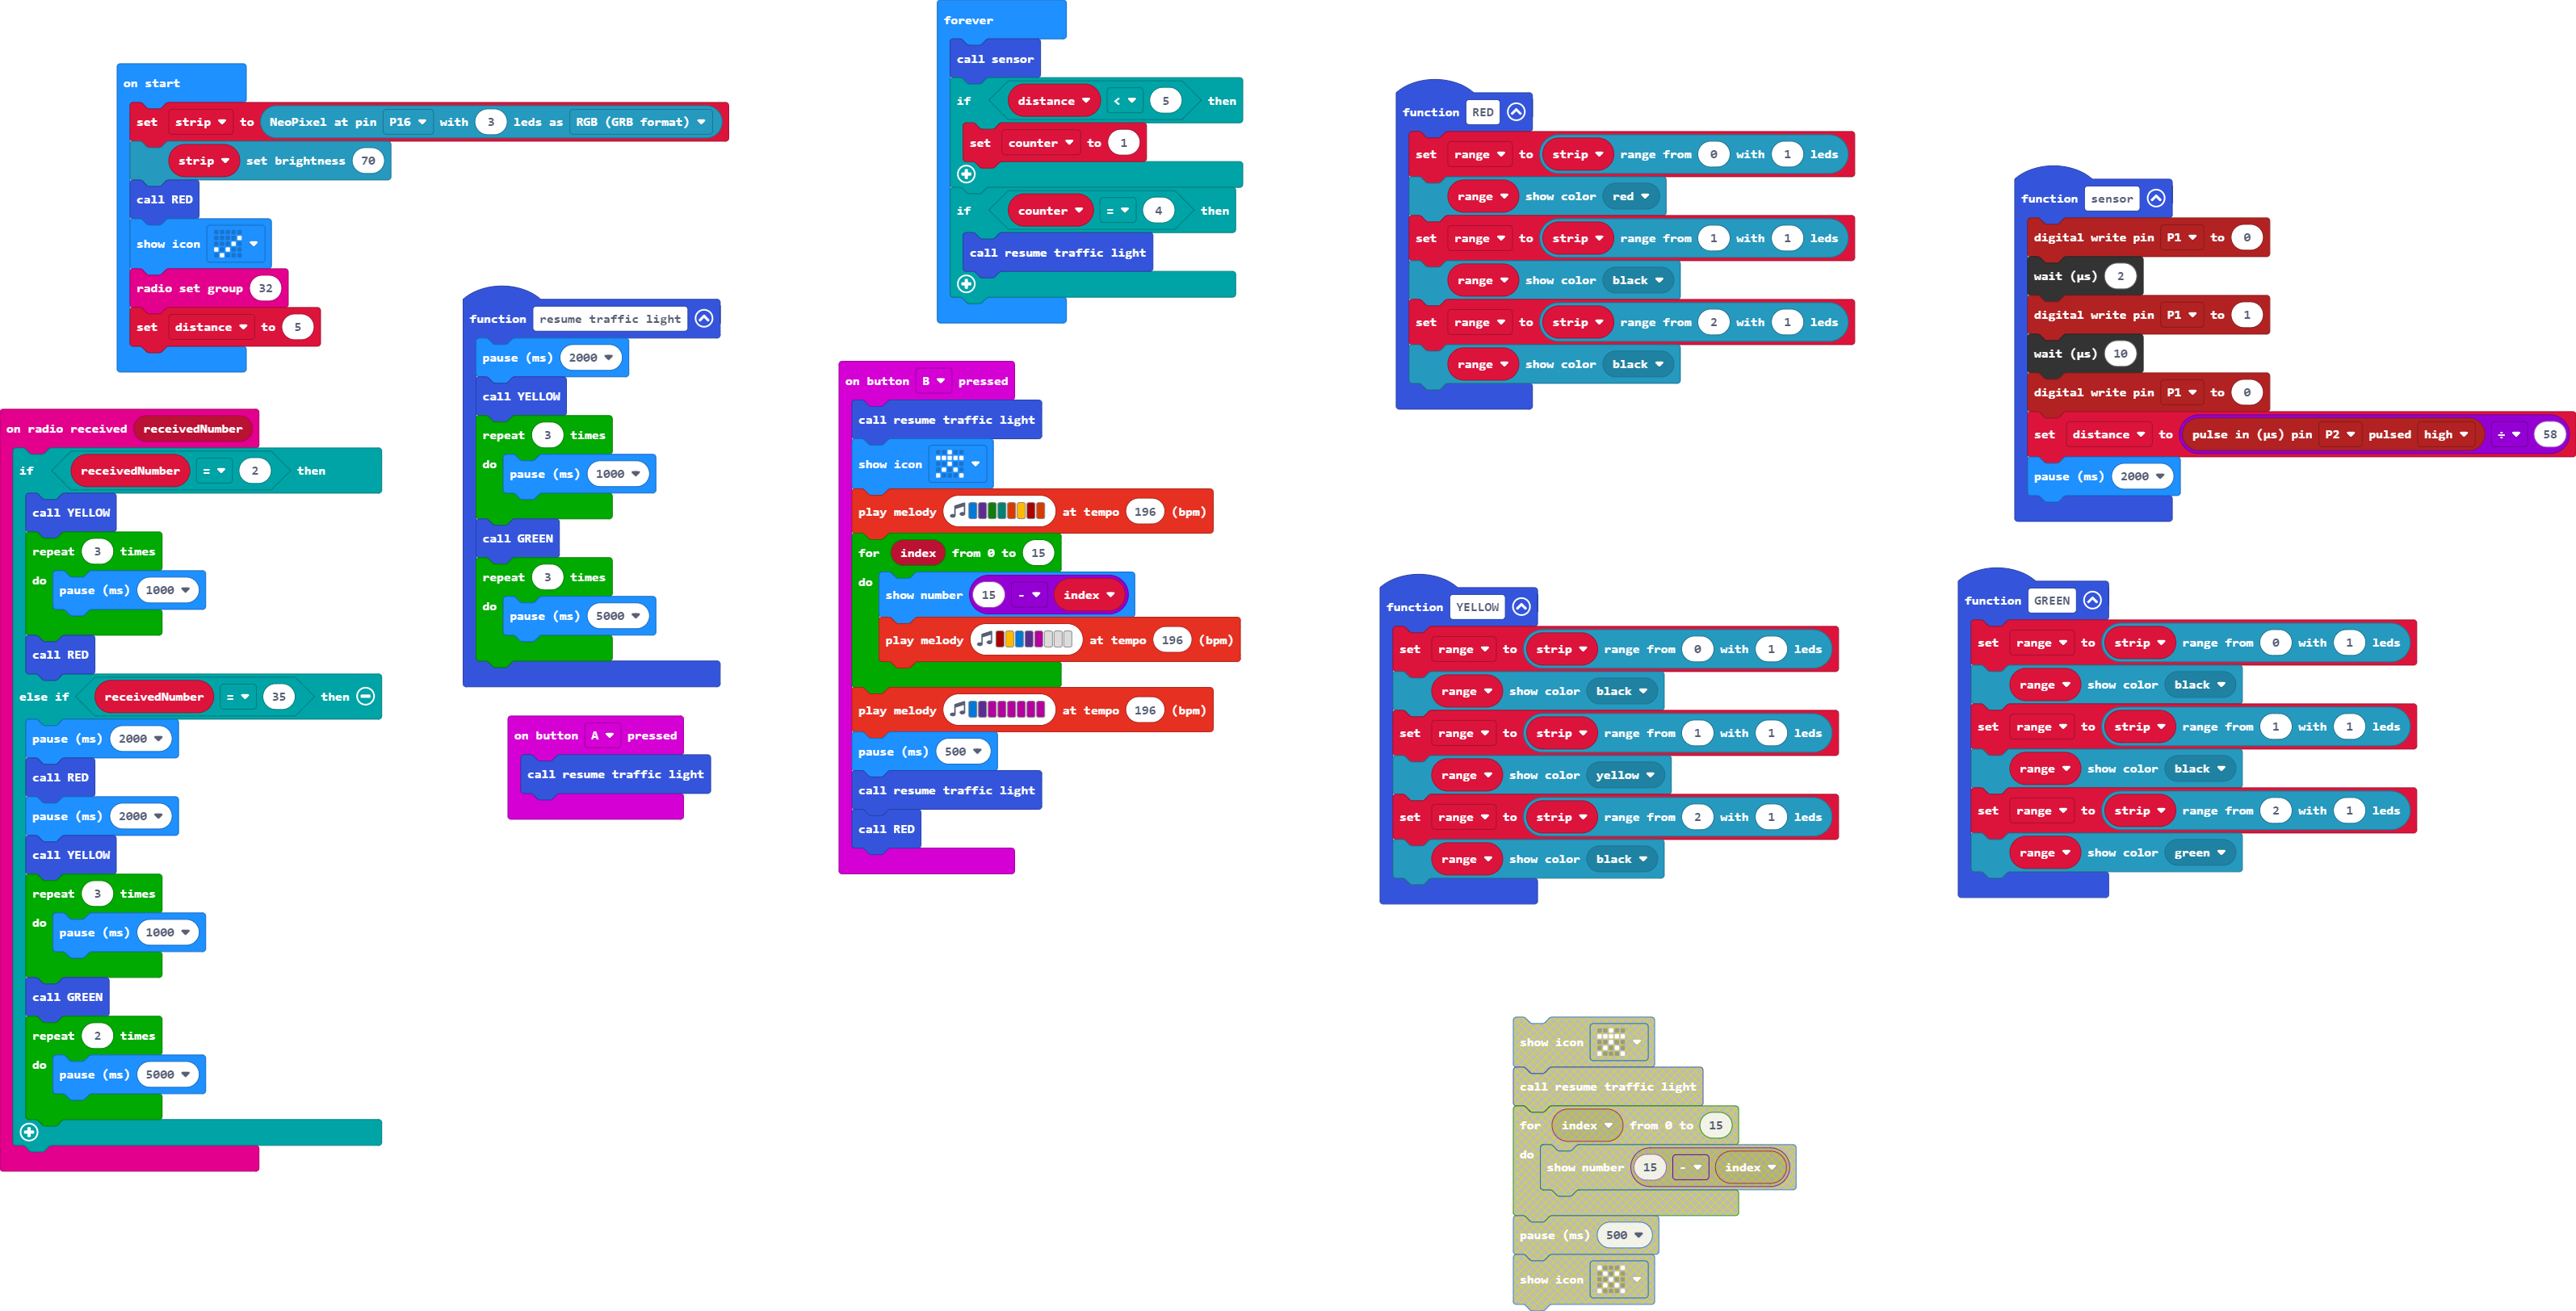 on start
set strip to NeoPixel at pin P16 with 3 leds as RGB (GRB format)
strip set brightness 70
call RED
show icon
radio set group 32
set distance to 5
on radio received receivedNumber
if receivedNumber = 2 then
call YELLOW
repeat 3 times
do pause (ms) 1000
call RED
else if receivedNumber = 35 then
pause (ms) 2000
call RED
pause (ms) 2000
call YELLOW
repeat 3 times
do pause (ms) 1000
call GREEN
repeat 2 times
do pause (ms) 5000
function resume traffic light
pause (ms) 2000
call YELLOW
repeat 3 times
do pause (ms) 1000
call GREEN
repeat 3 times
do pause (ms) 5000
on button A pressed
call resume traffic light
forever
call sensor
if distance < 5 then
set counter to 1
if counter = 4 then
call resume traffic light
on button B pressed
call resume traffic light
show icon
play melody at tempo 196 (bpm)
for index from 0 to 15
do show number 15 - index
play melody at tempo 196 (bpm)
play melody at tempo 196 (bpm)
pause (ms) 500
call resume traffic light
call RED
function RED
set range to strip range from 0 with 1 leds
range show color red
set range to strip range from 1 with 1 leds
range show color black
set range to strip range from 2 with 1 leds
range show color black
function sensor
digital write pin P1 to 0
wait (µs) 2
digital write pin P1 to 1
wait (µs) 10
digital write pin P1 to 0
set distance to pulse in (µs) pin P2 pulsed high ÷ 58
pause (ms) 2000
function YELLOW
set range to strip range from 0 with 1 leds
range show color black
set range to strip range from 1 with 1 leds
range show color yellow
set range to strip range from 2 with 1 leds
range show color black
function GREEN
set range to strip range from 0 with 1 leds
range show color black
set range to strip range from 1 with 1 leds
range show color black
set range to strip range from 2 with 1 leds
range show color green
show icon
call resume traffic light
for index from 0 to 15
do show number 15 - index
pause (ms) 500
show icon